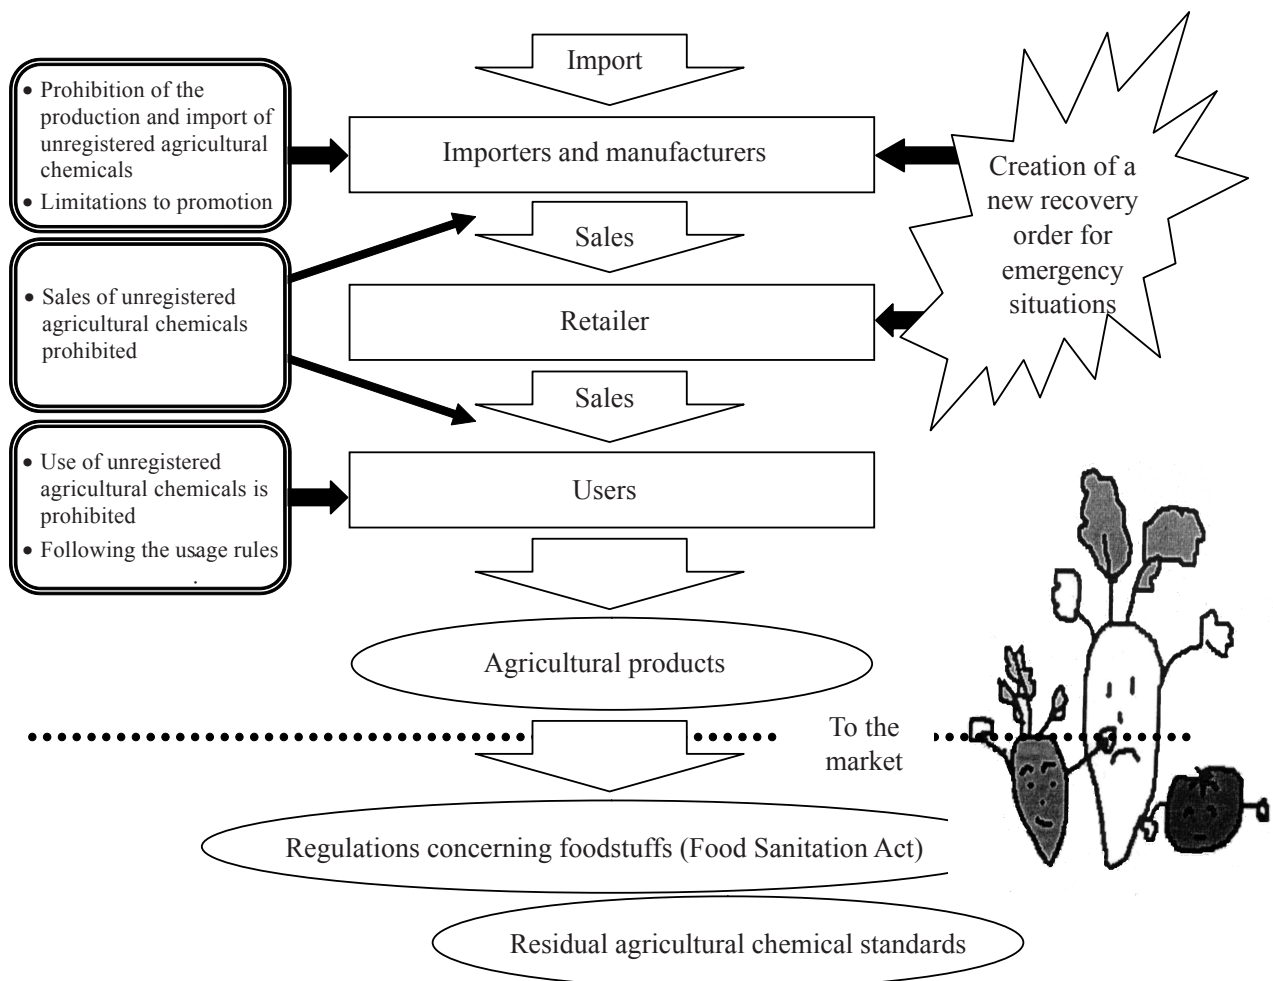 Import
• Prohibition of the
production and import of
unregistered agricultural
chemicals
• Limitations to promotion
Importers and manufacturers
Creation of a
new recovery
order for
emergency
situations
Sales
• Sales of unregistered
agricultural chemicals
prohibited
Retailer
Sales
• Use of unregistered
agricultural chemicals is
prohibited
• Following the usage rules
Users
Agricultural products
To the
market
Regulations concerning foodstuffs (Food Sanitation Act)
Residual agricultural chemical standards